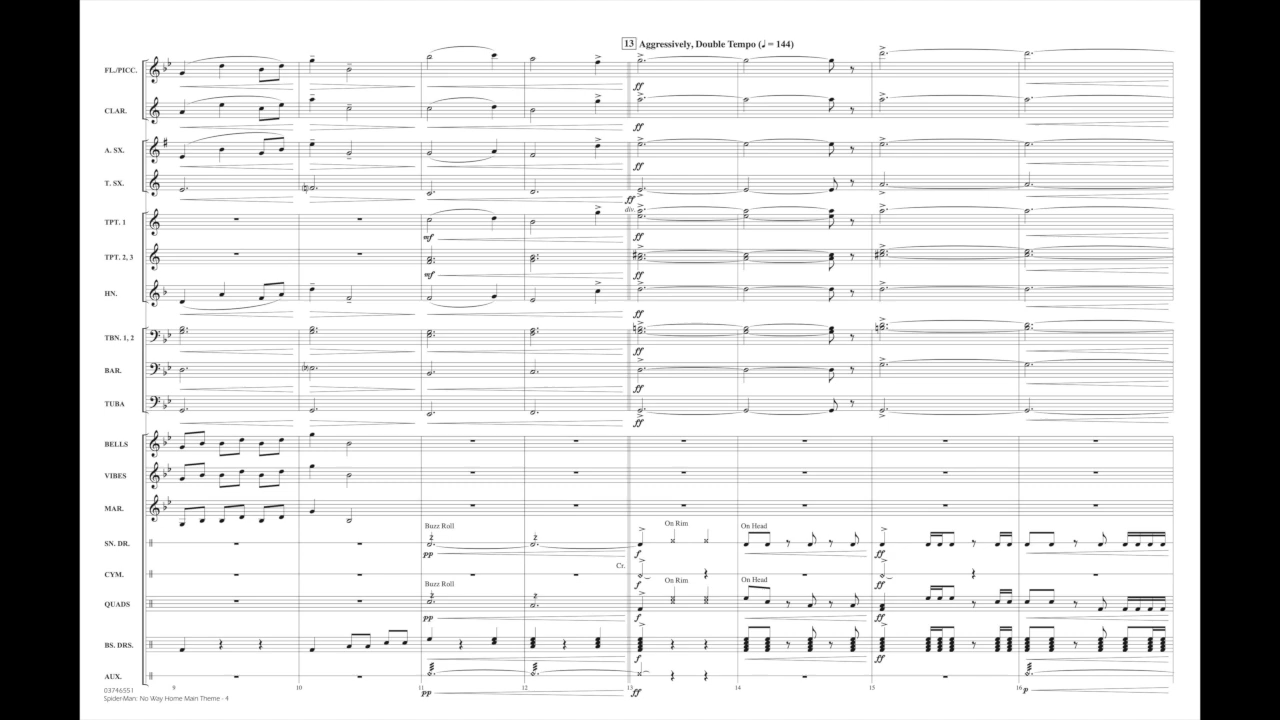 13 Aggressively, Double Tempo (♩ = 144)
FL./PICC.
ff
CLAR.
ff
A. SX.
ff
T. SX.
ff
div.
TPT. 1
mf ff
TPT. 2, 3
mf ff
HN.
ff
TBN. 1, 2
ff
BAR.
ff
TUBA
ff
BELLS
VIBES
MAR.
Buzz Roll On Rim On Head
SN. DR.
pp f ff
Cr.
CYM.
f ff
Buzz Roll On Rim On Head
QUADS
pp f ff
BS. DRS.
f ff
AUX.
pp ff p
9 10 11 12 13 14 15 16
03746551
Spider-Man: No Way Home Main Theme - 4